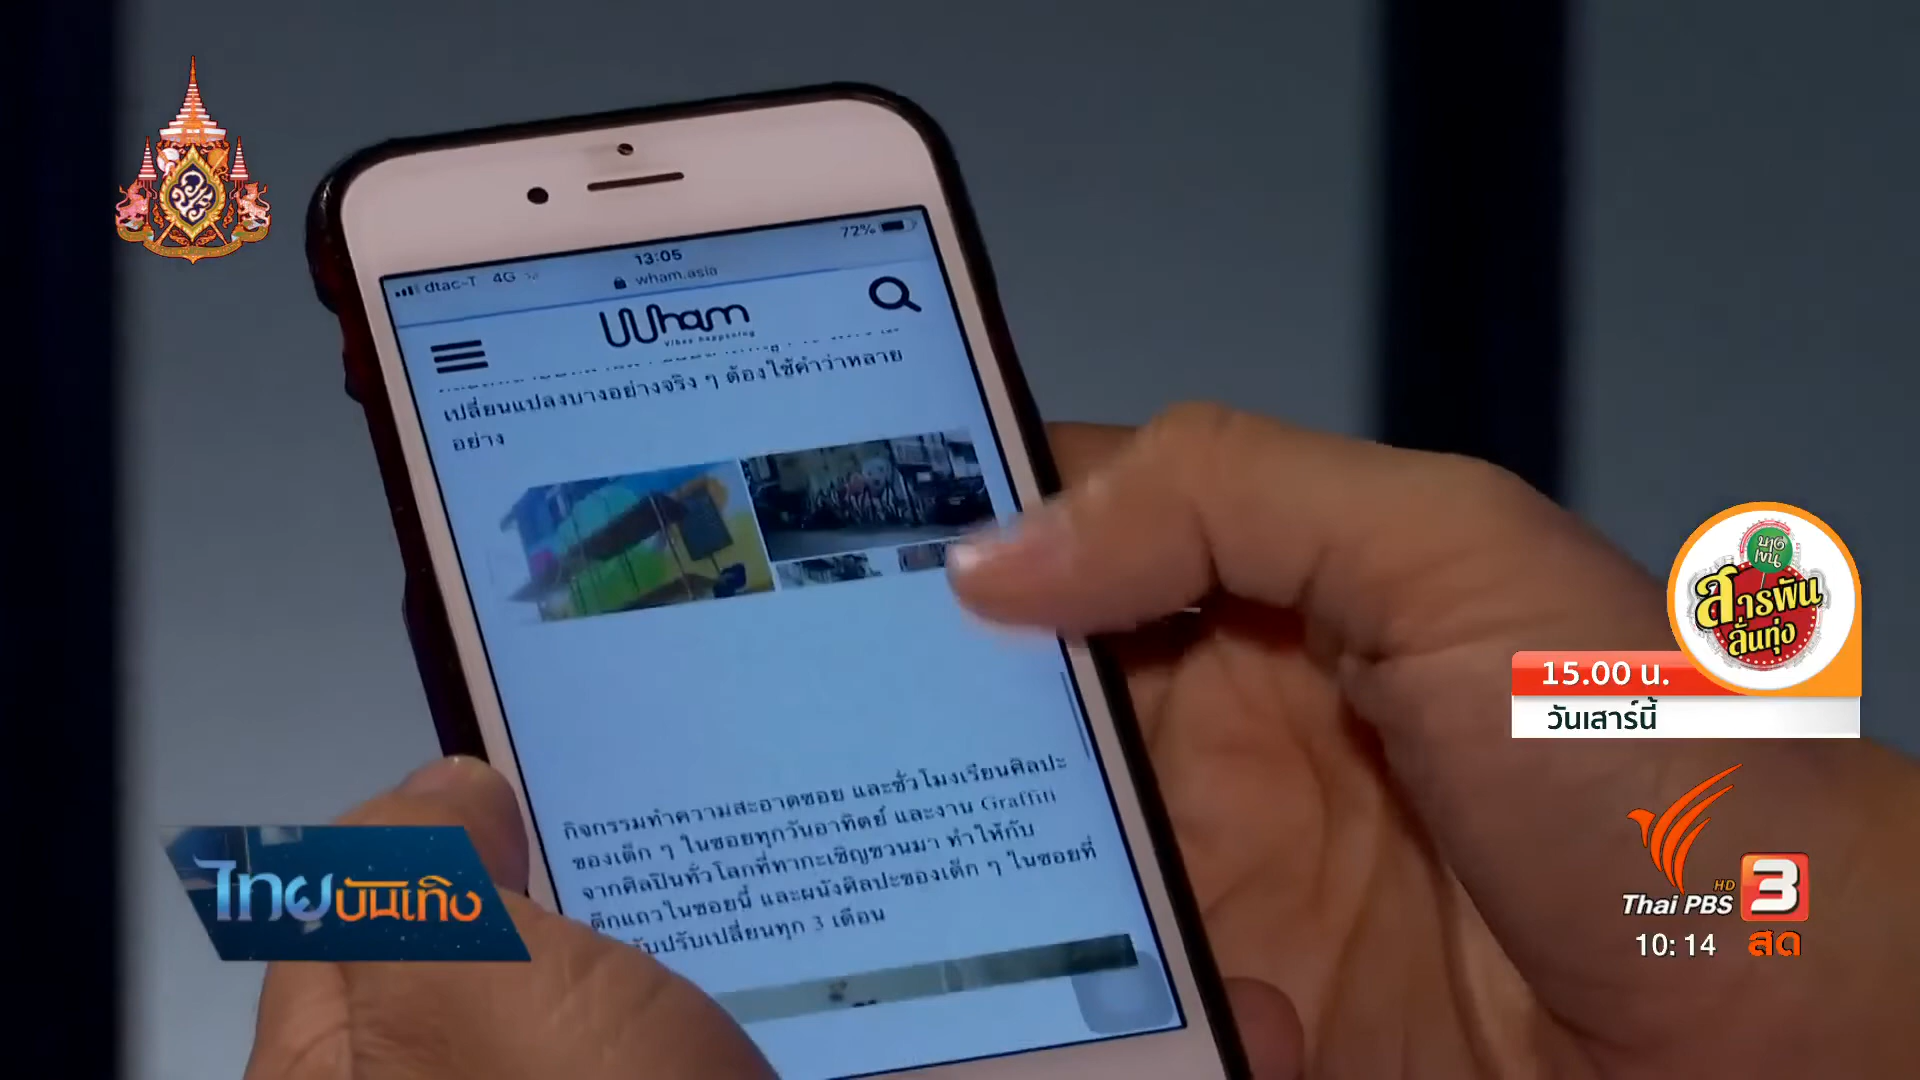 dtac-T 4G
13:05
72%
wham.asia
Wham
Vibes happening
เปลี่ยนแปลงบางอย่างจริง ๆ ต้องใช้คำว่าหลาย
อย่าง
กิจกรรมทำความสะอาดซอย และชั่วโมงเรียนศิลปะ
ของเด็ก ๆ ในซอยทุกวันอาทิตย์ และงาน Graffiti
จากศิลปินทั่วโลกที่ทากะเชิญชวนมา ทำให้กับ
ตึกแถวในซอยนี้ และผนังศิลปะของเด็ก ๆ ในซอยที่
ปรับเปลี่ยนทุก 3 เดือน
บางเขน
สารพัน
ลั่นทุ่ง
15.00 น.
วันเสาร์นี้
ไทยบันเทิง
HD
Thai PBS 3
10:14 สด